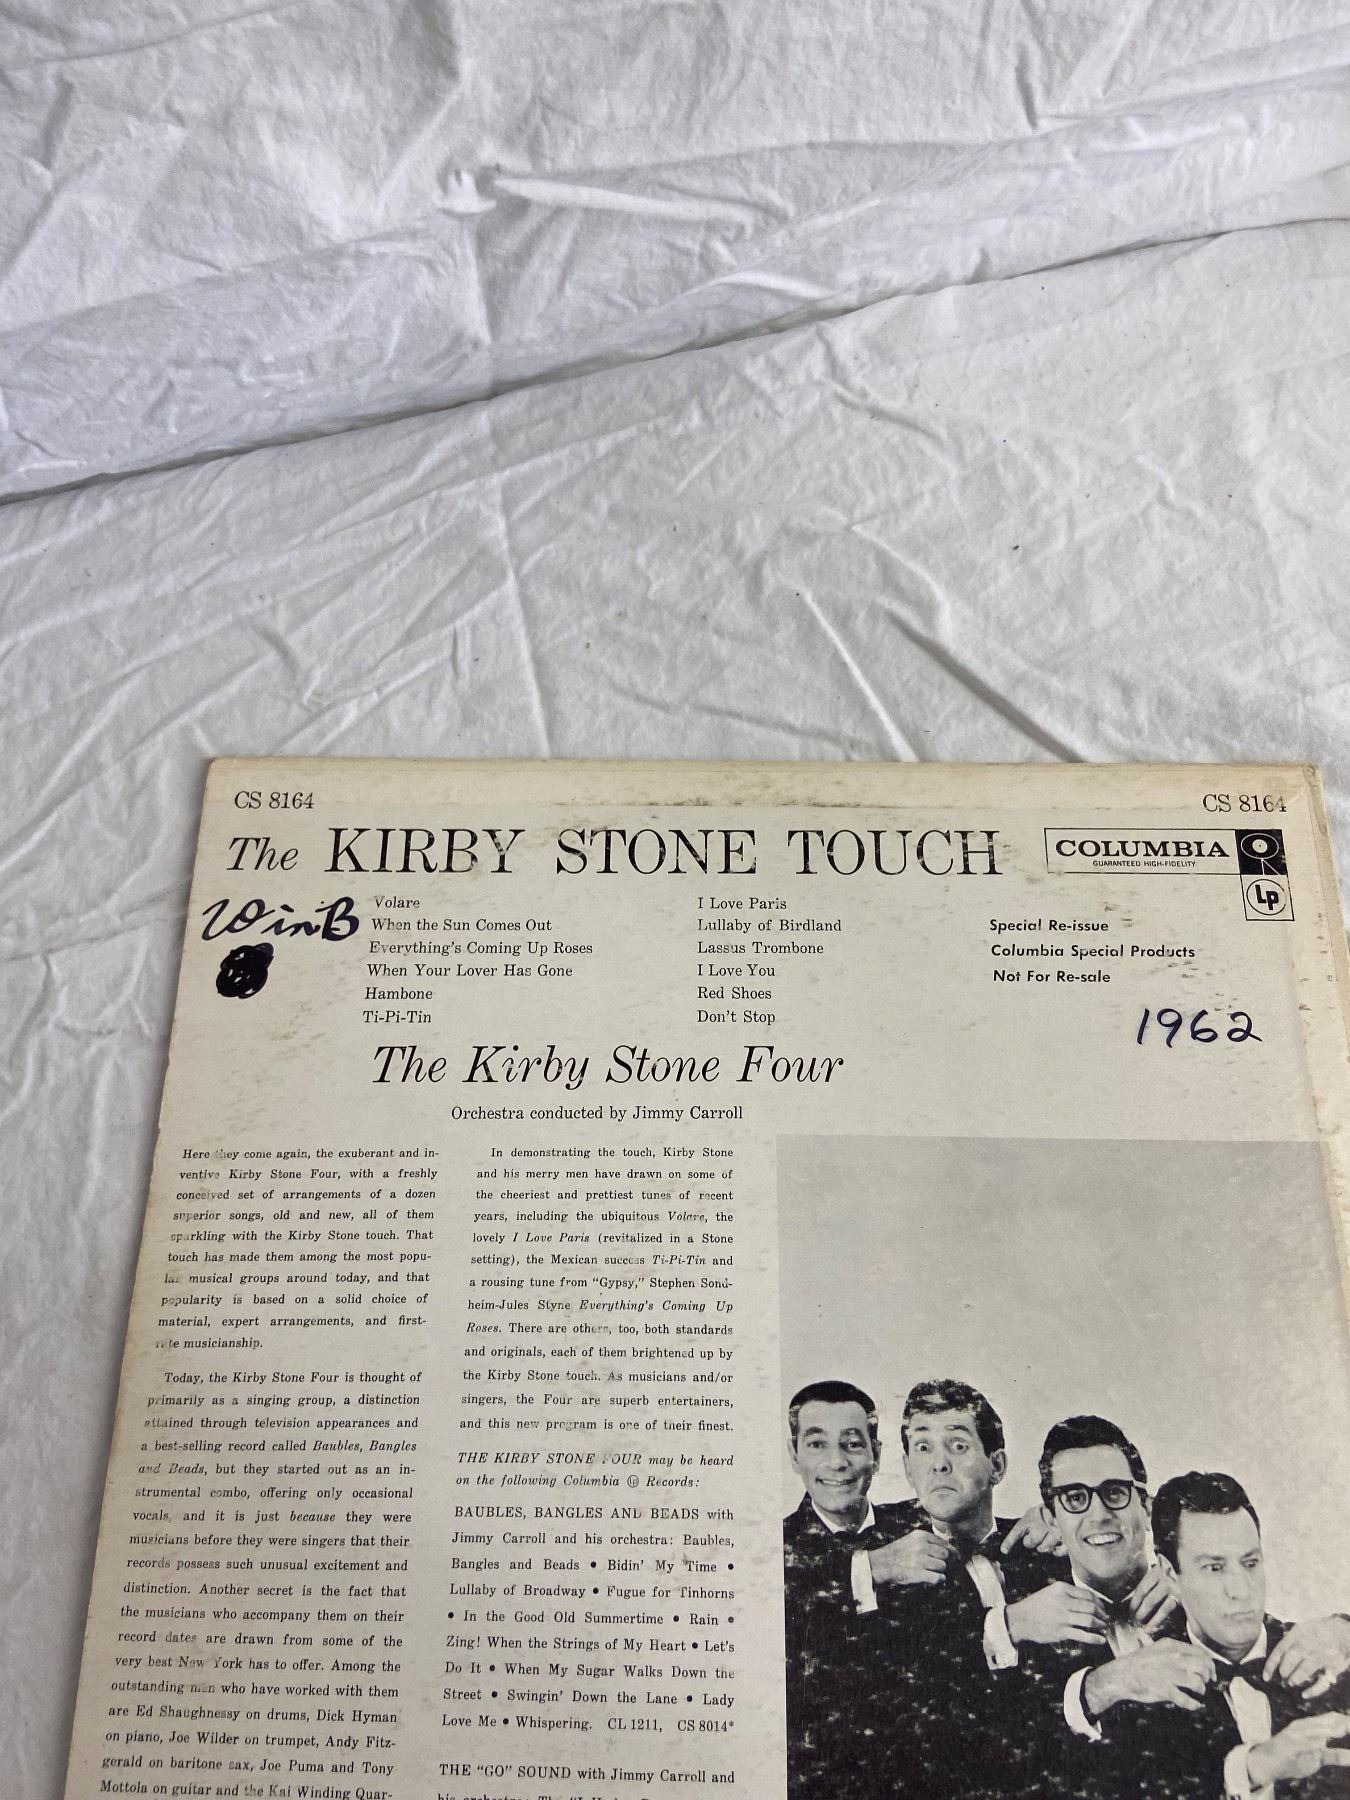 CS 8164
CS 8164
The KIRBY STONE TOUCH
COLUMBIA
GUARANTEED HIGH-FIDELITY
Lp
WinB
Volare
When the Sun Comes Out
Everything's Coming Up Roses
When Your Lover Has Gone
Hambone
Ti-Pi-Tin
I Love Paris
Lullaby of Birdland
Lassus Trombone
I Love You
Red Shoes
Don't Stop
Special Re-issue
Columbia Special Products
Not For Re-sale
1962
The Kirby Stone Four
Orchestra conducted by Jimmy Carroll
Here they come again, the exuberant and in-
ventive Kirby Stone Four, with a freshly
conceived set of arrangements of a dozen
superior songs, old and new, all of them
sparkling with the Kirby Stone touch. That
touch has made them among the most popu-
lar musical groups around today, and that
popularity is based on a solid choice of
material, expert arrangements, and first-
rate musicianship.
Today, the Kirby Stone Four is thought of
primarily as a singing group, a distinction
attained through television appearances and
a best-selling record called Baubles, Bangles
and Beads, but they started out as an in-
strumental combo, offering only occasional
vocals, and it is just because they were
musicians before they were singers that their
records possess such unusual excitement and
distinction. Another secret is the fact that
the musicians who accompany them on their
record dates are drawn from some of the
very best New York has to offer. Among the
outstanding men who have worked with them
are Ed Shaughnessy on drums, Dick Hyman
on piano, Joe Wilder on trumpet, Andy Fitz-
gerald on baritone sax, Joe Puma and Tony
Mottola on guitar and the Kai Winding Quar-
In demonstrating the touch, Kirby Stone
and his merry men have drawn on some of
the cheeriest and prettiest tunes of recent
years, including the ubiquitous Volare, the
lovely I Love Paris (revitalized in a Stone
setting), the Mexican success Ti-Pi-Tin and
a rousing tune from "Gypsy," Stephen Sond-
heim-Jules Styne Everything's Coming Up
Roses. There are others, too, both standards
and originals, each of them brightened up by
the Kirby Stone touch. As musicians and/or
singers, the Four are superb entertainers,
and this new program is one of their finest.
THE KIRBY STONE FOUR may be heard
on the following Columbia Lp Records:
BAUBLES, BANGLES AND BEADS with
Jimmy Carroll and his orchestra: Baubles,
Bangles and Beads • Bidin' My Time •
Lullaby of Broadway • Fugue for Tinhorns
• In the Good Old Summertime • Rain •
Zing! When the Strings of My Heart • Let's
Do It • When My Sugar Walks Down the
Street • Swingin' Down the Lane • Lady
Love Me • Whispering. CL 1211, CS 8014*
THE "GO" SOUND with Jimmy Carroll and